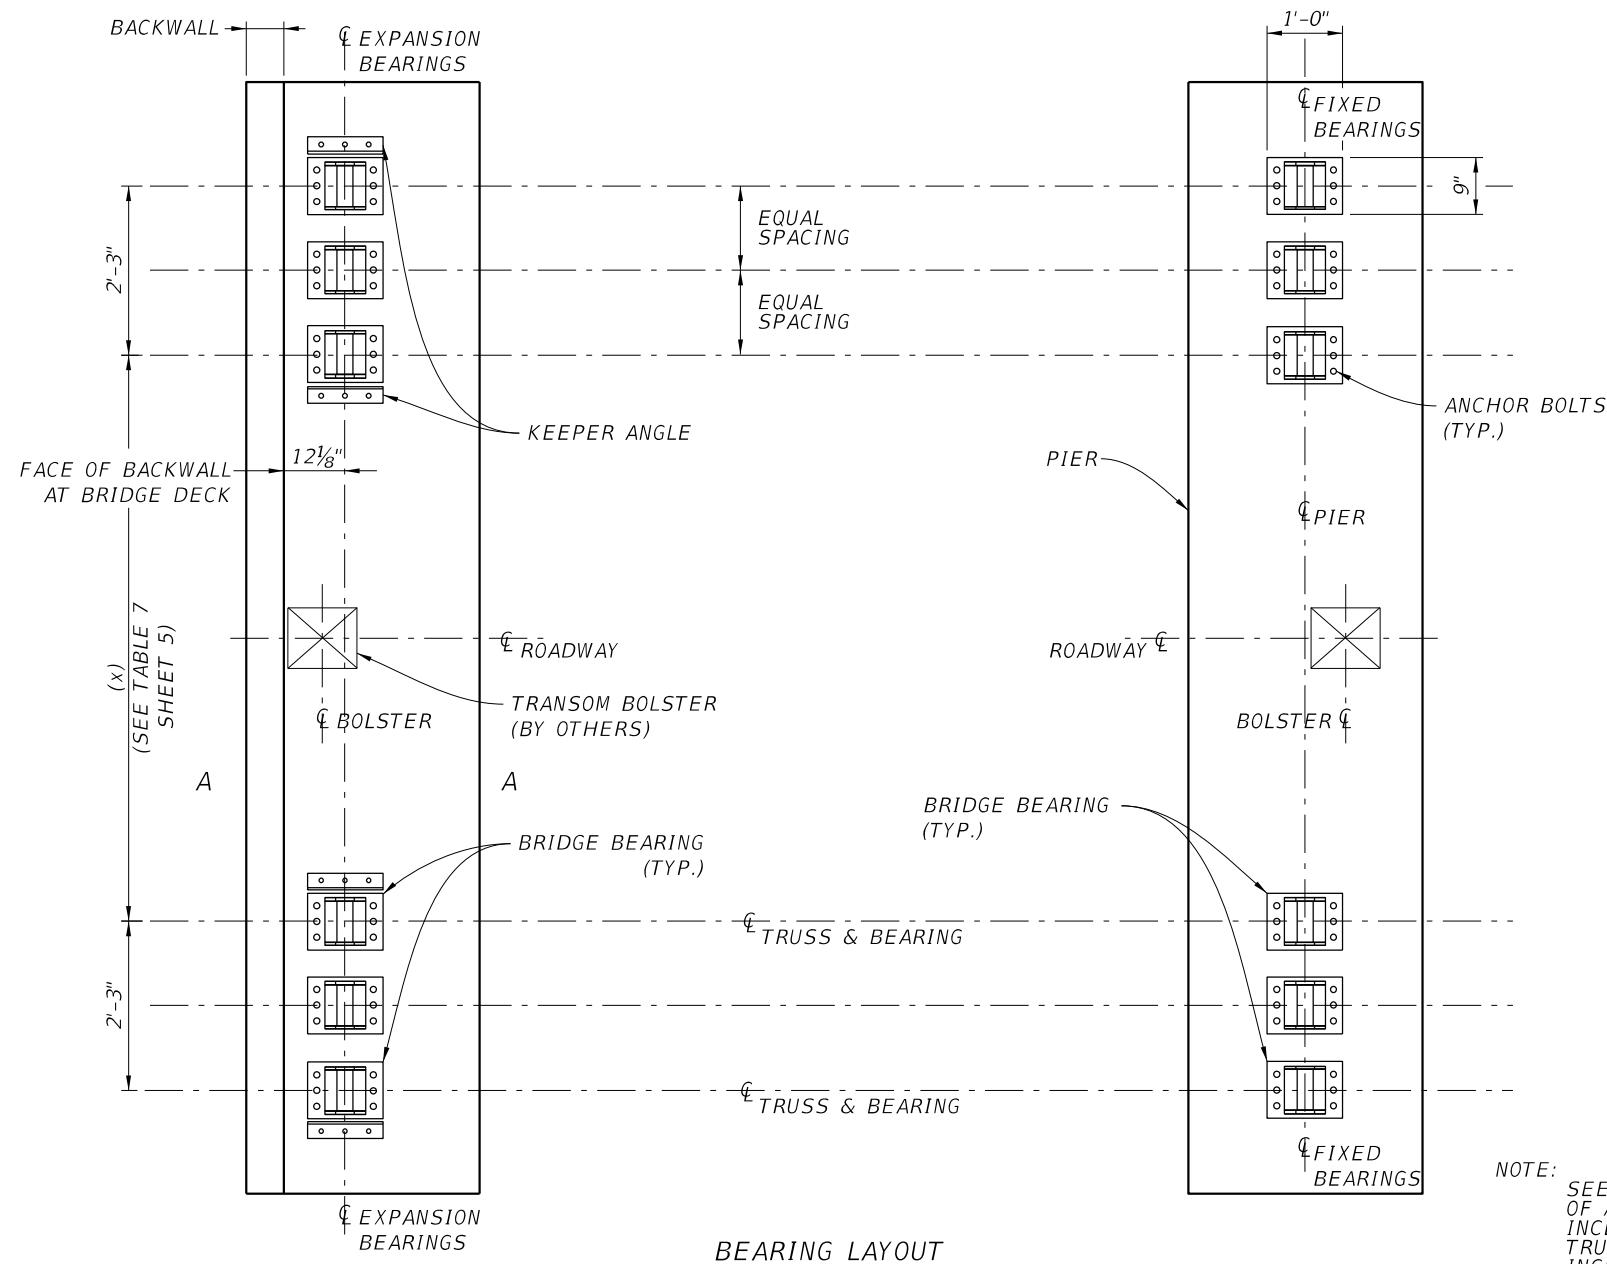 BACKWALL
℄ EXPANSION
BEARINGS
1'-0"
℄ FIXED
BEARINGS
9"
2'-3"
EQUAL
SPACING
EQUAL
SPACING
ANCHOR BOLTS
(TYP.)
KEEPER ANGLE
12⅛"
FACE OF BACKWALL
AT BRIDGE DECK
PIER
℄ PIER
(x)
(SEE TABLE 7
SHEET 5)
℄ ROADWAY
ROADWAY ℄
TRANSOM BOLSTER
(BY OTHERS)
℄ BOLSTER
BOLSTER ℄
A
A
BRIDGE BEARING
(TYP.)
BRIDGE BEARING
(TYP.)
℄ TRUSS & BEARING
2'-3"
℄ TRUSS & BEARING
℄ FIXED
BEARINGS
℄ EXPANSION
BEARINGS
BEARING LAYOUT
NOTE:
SEE
OF